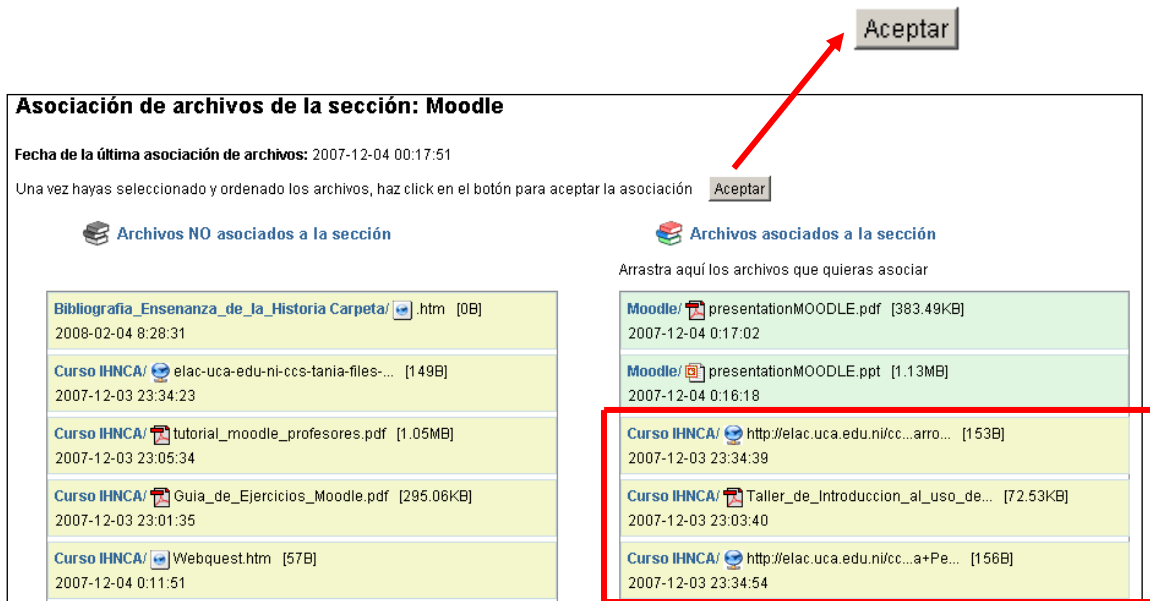 Aceptar
Asociación de archivos de la sección: Moodle
Fecha de la última asociación de archivos: 2007-12-04 00:17:51
Una vez hayas seleccionado y ordenado los archivos, haz click en el botón para aceptar la asociación Aceptar
Archivos NO asociados a la sección
Bibliografia_Ensenanza_de_la_Historia Carpeta/ .htm [0B]
2008-02-04 8:28:31
Curso IHNCA/ elac-uca-edu-ni-ccs-tania-files-... [149B]
2007-12-03 23:34:23
Curso IHNCA/ tutorial_moodle_profesores.pdf [1.05MB]
2007-12-03 23:05:34
Curso IHNCA/ Guia_de_Ejercicios_Moodle.pdf [295.06KB]
2007-12-03 23:01:35
Curso IHNCA/ Webquest.htm [57B]
2007-12-04 0:11:51
Archivos asociados a la sección
Arrastra aquí los archivos que quieras asociar
Moodle/ presentationMOODLE.pdf [383.49KB]
2007-12-04 0:17:02
Moodle/ presentationMOODLE.ppt [1.13MB]
2007-12-04 0:16:18
Curso IHNCA/ http://elac.uca.edu.ni/cc...arro... [153B]
2007-12-03 23:34:39
Curso IHNCA/ Taller_de_Introduccion_al_uso_de... [72.53KB]
2007-12-03 23:03:40
Curso IHNCA/ http://elac.uca.edu.ni/cc...a+Pe... [156B]
2007-12-03 23:34:54